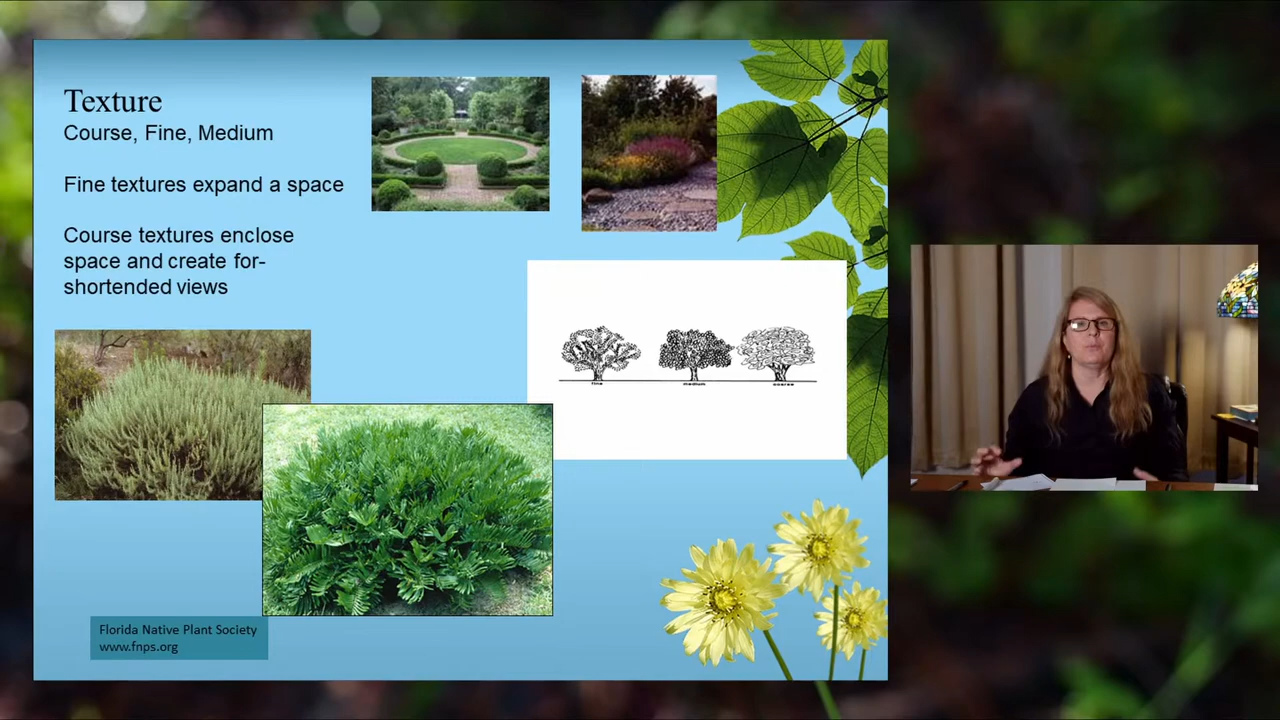 Texture
Course, Fine, Medium
Fine textures expand a space
Course textures enclose
space and create for-
shortended views
fine
medium
coarse
Florida Native Plant Society
www.fnps.org